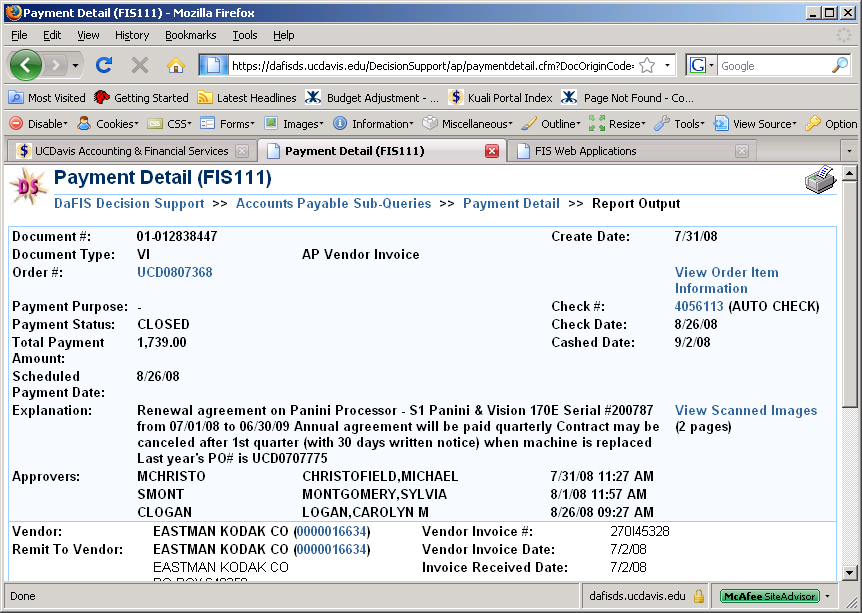 Payment Detail (FIS111) - Mozilla Firefox
File Edit View History Bookmarks Tools Help
https://dafisds.ucdavis.edu/DecisionSupport/ap/paymentdetail.cfm?DocOriginCode=
G Google
Most Visited Getting Started Latest Headlines Budget Adjustment - ... $ Kuali Portal Index Page Not Found - Co...
Disable Cookies CSS Forms Images Information Miscellaneous Outline Resize Tools View Source Option
$ UCDavis Accounting & Financial Services Payment Detail (FIS111) FIS Web Applications
DS Payment Detail (FIS111)
DaFIS Decision Support >> Accounts Payable Sub-Queries >> Payment Detail >> Report Output
Document #: 01-012838447 Create Date: 7/31/08
Document Type: VI AP Vendor Invoice
Order #: UCD0807368 View Order Item
Information
Payment Purpose: - Check #: 4056113 (AUTO CHECK)
Payment Status: CLOSED Check Date: 8/26/08
Total Payment 1,739.00 Cashed Date: 9/2/08
Amount:
Scheduled 8/26/08
Payment Date:
Explanation: Renewal agreement on Panini Processor - S1 Panini & Vision 170E Serial #200787 View Scanned Images
from 07/01/08 to 06/30/09 Annual agreement will be paid quarterly Contract may be (2 pages)
canceled after 1st quarter (with 30 days written notice) when machine is replaced
Last year's PO# is UCD0707775
Approvers: MCHRISTO CHRISTOFIELD,MICHAEL 7/31/08 11:27 AM
SMONT MONTGOMERY,SYLVIA 8/1/08 11:57 AM
CLOGAN LOGAN,CAROLYN M 8/26/08 09:27 AM
Vendor: EASTMAN KODAK CO (0000016634) Vendor Invoice #: 270I45328
Remit To Vendor: EASTMAN KODAK CO (0000016634) Vendor Invoice Date: 7/2/08
EASTMAN KODAK CO Invoice Received Date: 7/2/08
PO BOX
Done dafisds.ucdavis.edu McAfee SiteAdvisor